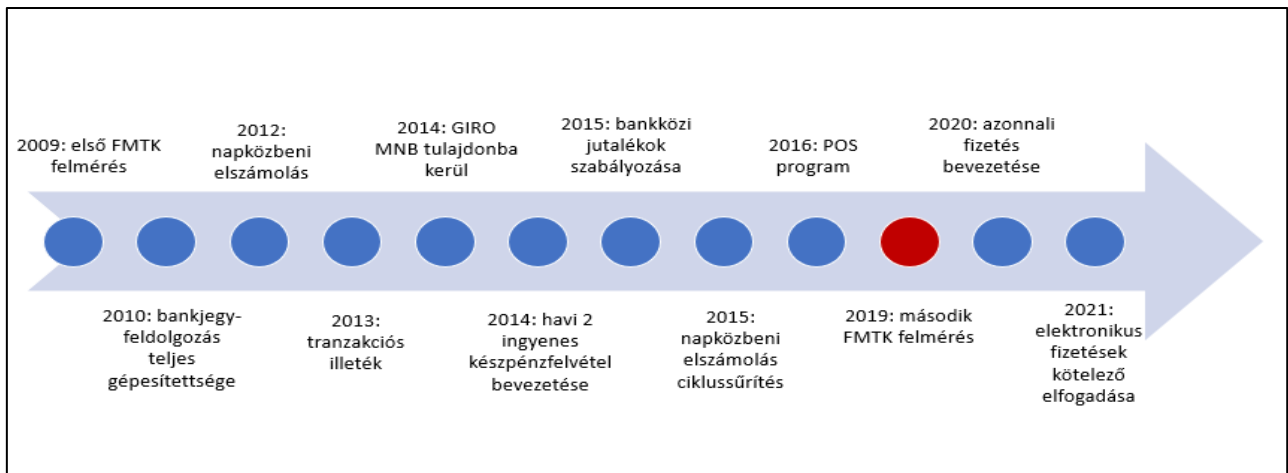 2009: első FMTK
felmérés
2010: bankjegy-
feldolgozás
teljes
gépesítettsége
2012:
napközbeni
elszámolás
2013:
tranzakciós
illeték
2014: GIRO
MNB tulajdonba
kerül
2014: havi 2
ingyenes
készpénzfelvétel
bevezetése
2015: bankközi
jutalékok
szabályozása
2015:
napközbeni
elszámolás
ciklussűrítés
2016: POS
program
2019: második
FMTK felmérés
2020: azonnali
fizetés
bevezetése
2021:
elektronikus
fizetések
kötelező
elfogadása